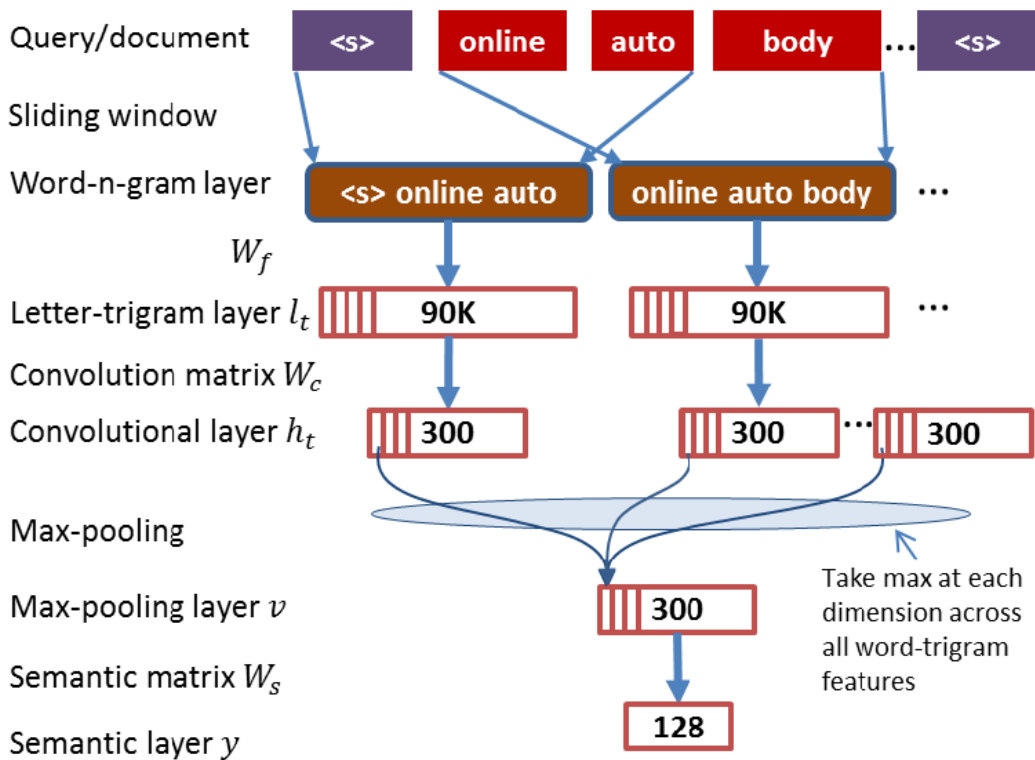 Query/document <s> online auto body ... <s>
Sliding window
Word-n-gram layer <s> online auto online auto body ...
W_f
Letter-trigram layer l_t 90K 90K ...
Convolution matrix W_c
Convolutional layer h_t 300 300 ... 300
Max-pooling
Take max at each
dimension across
all word-trigram
features
Max-pooling layer v 300
Semantic matrix W_s
Semantic layer y 128